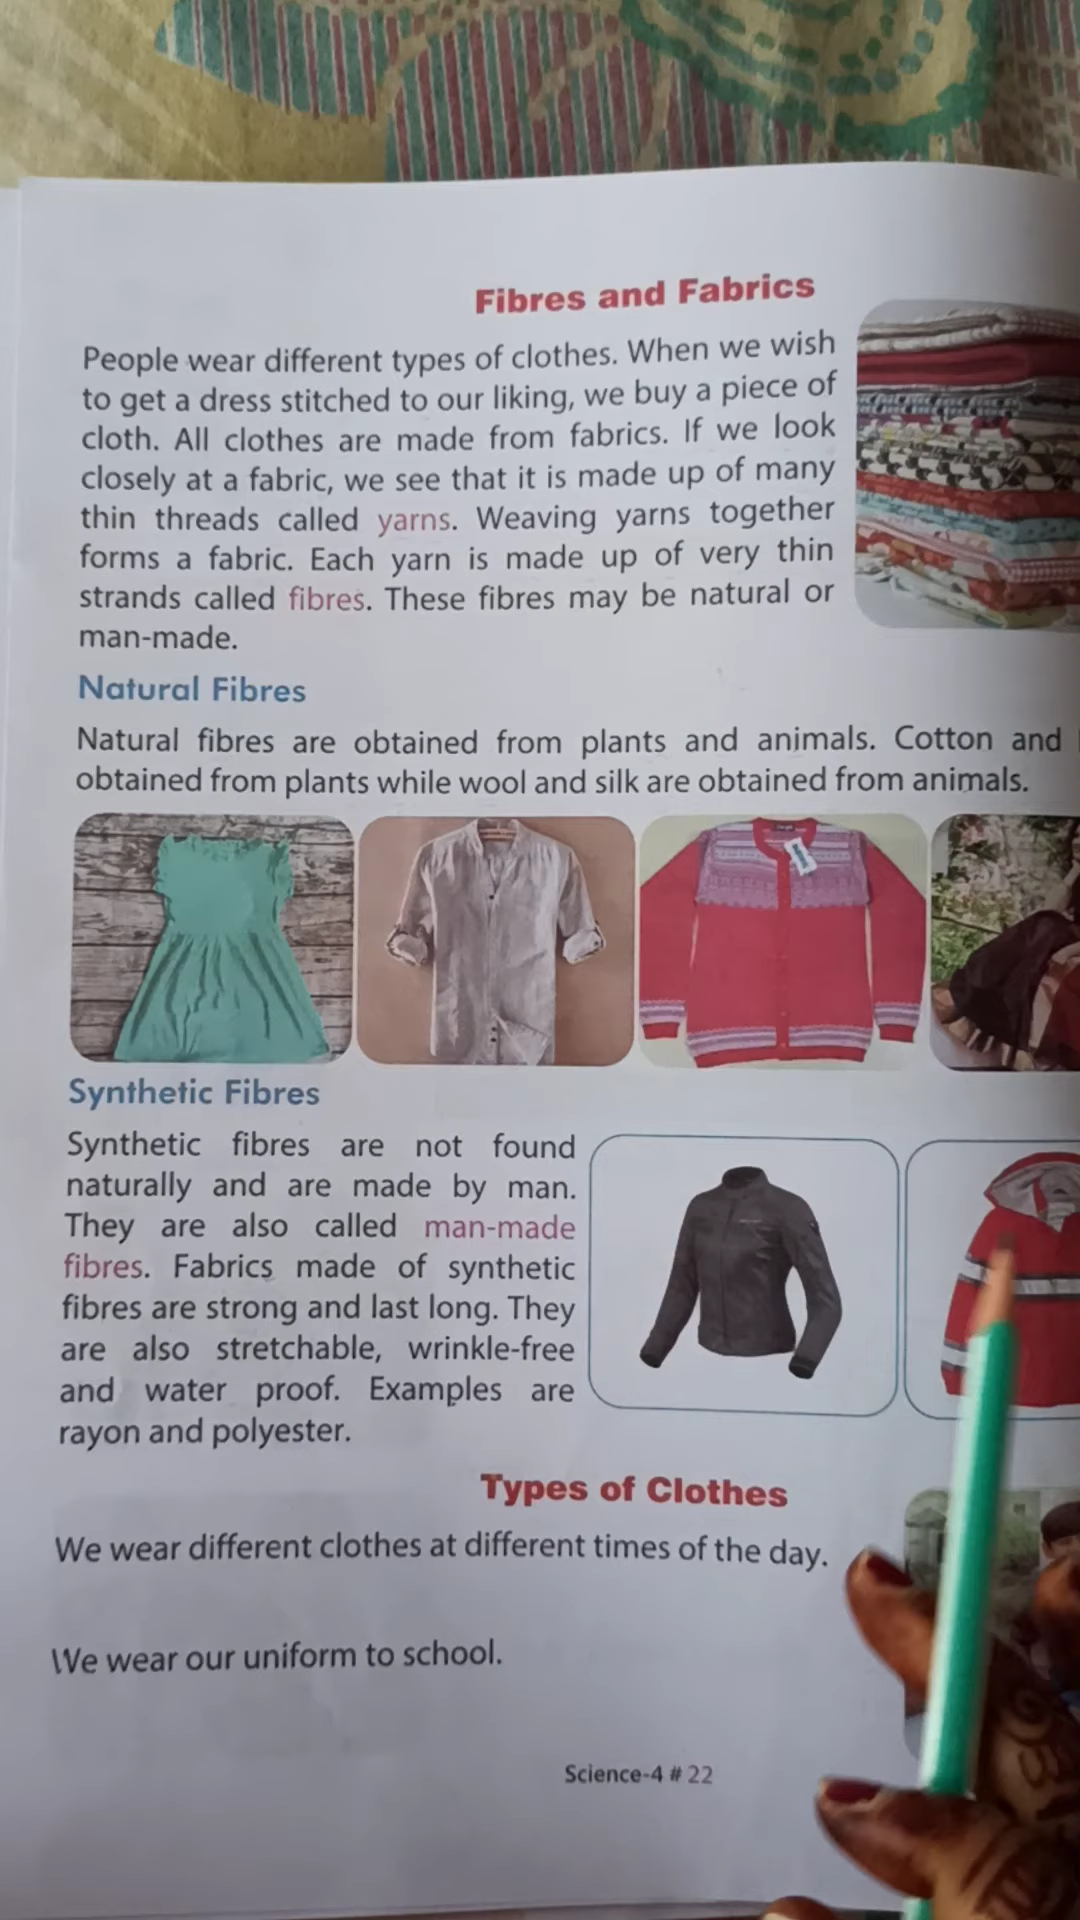 Fibres and Fabrics
People wear different types of clothes. When we wish
to get a dress stitched to our liking, we buy a piece of
cloth. All clothes are made from fabrics. If we look
closely at a fabric, we see that it is made up of many
thin threads called yarns. Weaving yarns together
forms a fabric. Each yarn is made up of very thin
strands called fibres. These fibres may be natural or
man-made.
Natural Fibres
Natural fibres are obtained from plants and animals. Cotton and
obtained from plants while wool and silk are obtained from animals.
Synthetic Fibres
Synthetic fibres are not found
naturally and are made by man.
They are also called man-made
fibres. Fabrics made of synthetic
fibres are strong and last long. They
are also stretchable, wrinkle-free
and water proof. Examples are
rayon and polyester.
Types of Clothes
We wear different clothes at different times of the day.
We wear our uniform to school.
Science-4 # 22